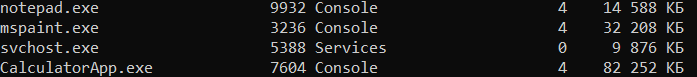 notepad.exe 9932 Console 4 14 588 КБ
mspaint.exe 3236 Console 4 32 208 КБ
svchost.exe 5388 Services 0 9 876 КБ
CalculatorApp.exe 7604 Console 4 82 252 КБ